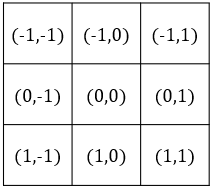 (-1,-1) (-1,0) (-1,1)
(0,-1) (0,0) (0,1)
(1,-1) (1,0) (1,1)